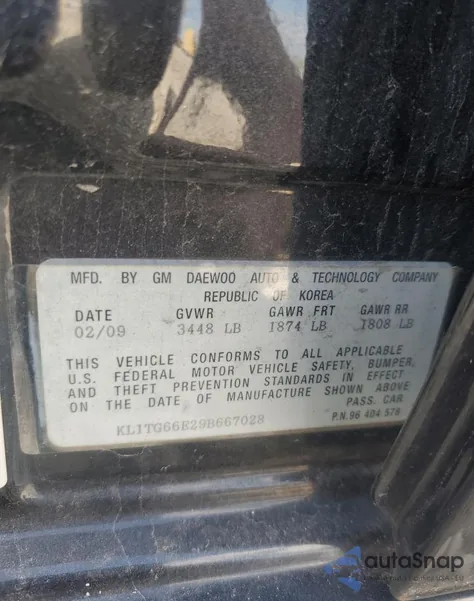 MFD. BY GM DAEWOO AUTO & TECHNOLOGY COMPANY
REPUBLIC OF KOREA
DATE GVWR GAWR FRT GAWR RR
02/09 3448 LB 1874 LB 1808 LB
THIS VEHICLE CONFORMS TO ALL APPLICABLE
U.S. FEDERAL MOTOR VEHICLE SAFETY, BUMPER,
AND THEFT PREVENTION STANDARDS IN EFFECT
ON THE DATE OF MANUFACTURE SHOWN ABOVE
PASS. CAR
KL1TG66E29B667028 P.N.96 404 578
autaSnap